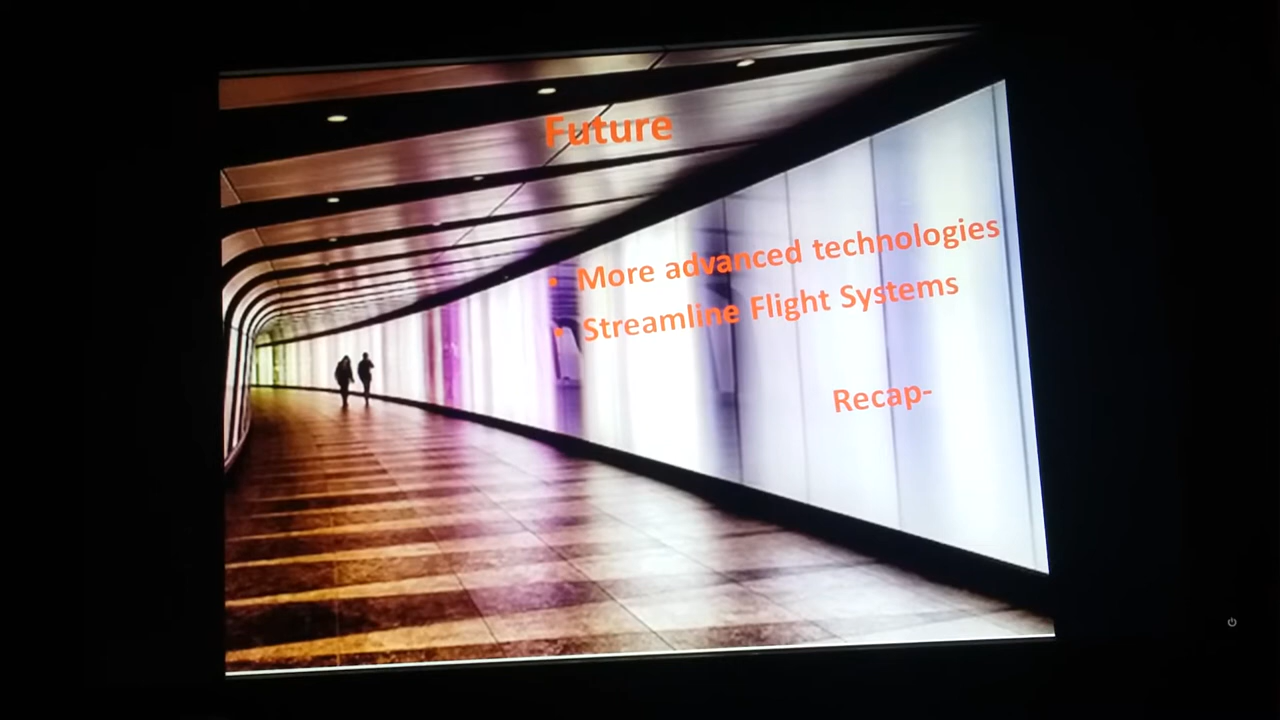 Future
• More advanced technologies
• Streamline Flight Systems
Recap-